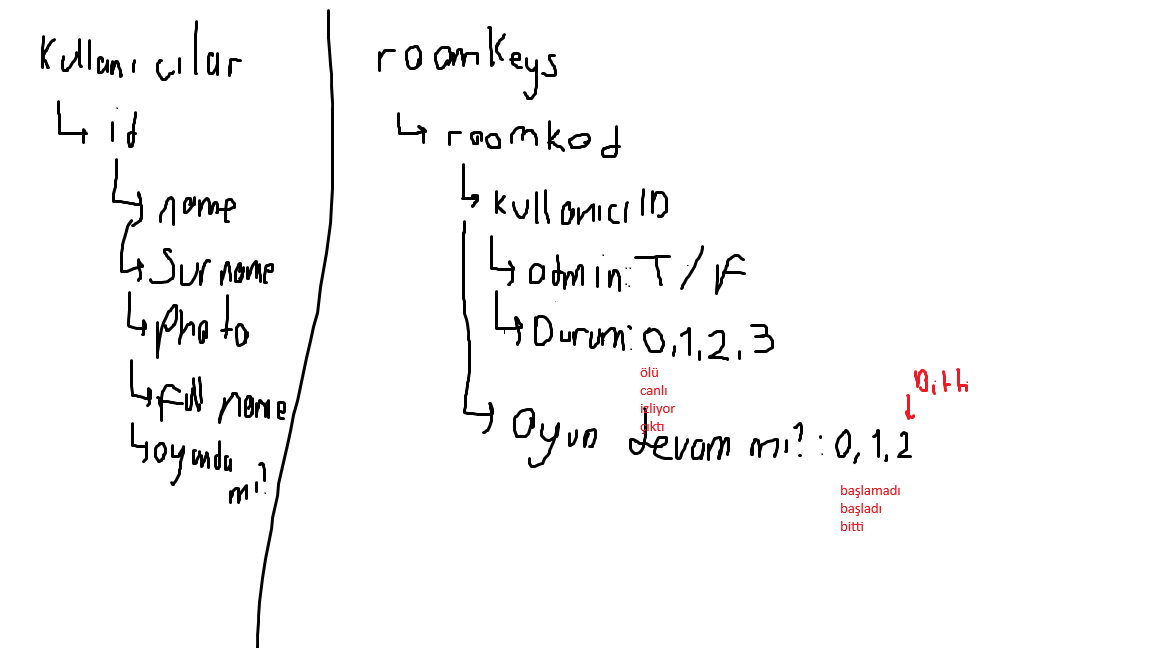 Kullanıcılar
id
name
Surname
Photo
Full name
oyunda
mı?
roomKeys
roomkod
KullanıcıID
admin: T / F
Durum: 0,1,2,3
ölü
canlı
izliyor
çıktı
Bitti
Oyun devam mı? : 0,1,2
başlamadı
başladı
bitti